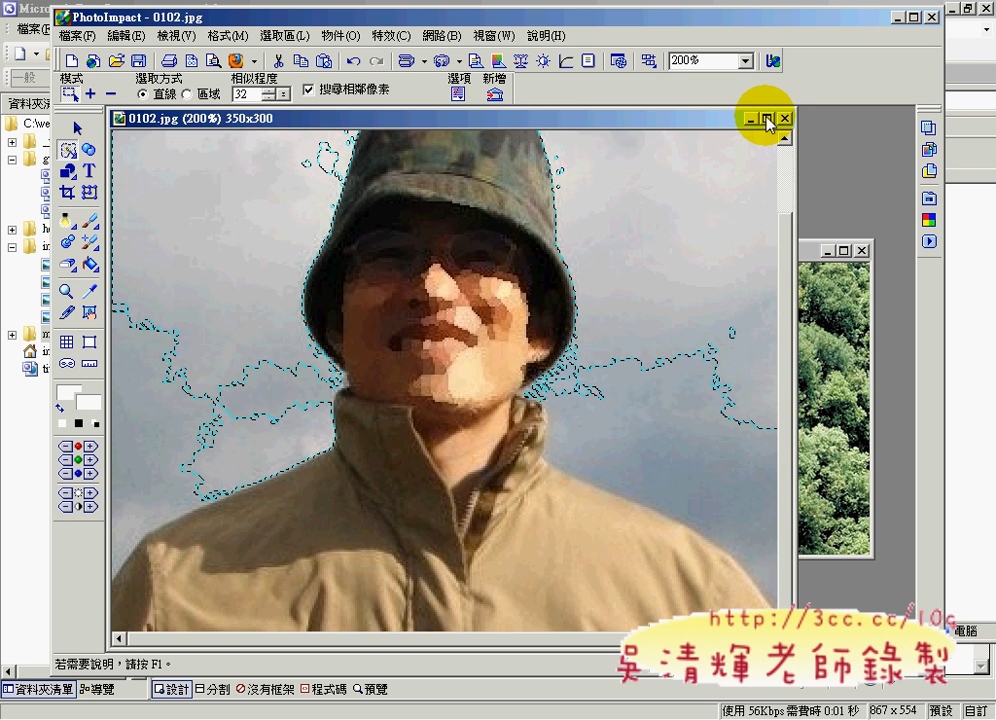 Micro
PhotoImpact - 0102.jpg
檔案(F) 編輯(E) 檢視(V) 格式(M) 選取區(L) 物件(O) 特效(C) 網路(B) 視窗(W) 說明(H)
200%
模式 選取方式 相似程度 選項 新增
直線 區域 32 搜尋相鄰像素
一般
資料夾清
0102.jpg (200%) 350x300
C:\we
若需要說明，請按 F1。
電腦
http://3cc.cc/10g
吳清輝老師錄製
資料夾清單 導覽 設計 分割 沒有框架 程式碼 預覽
使用 56Kbps 需費時 0:01 秒 867 x 554 預設 自訂